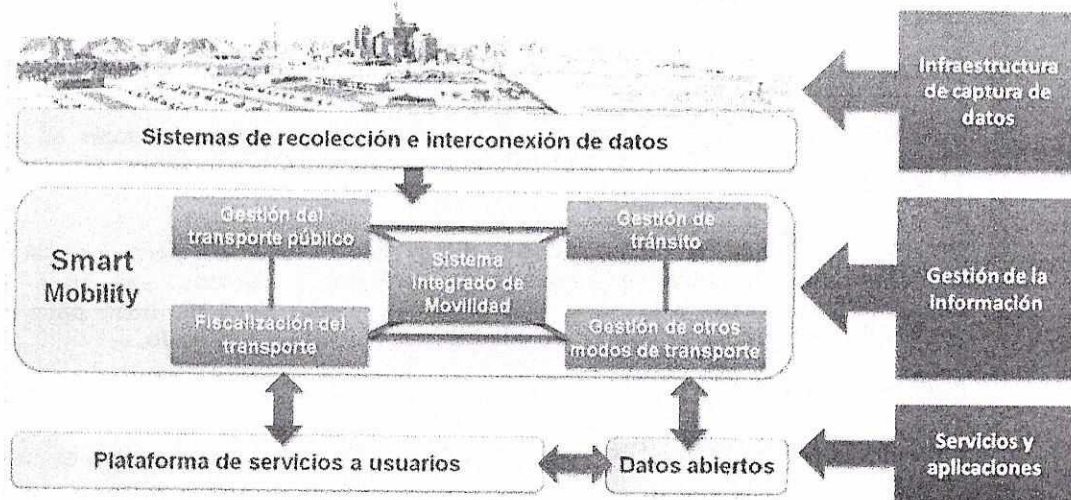 Infraestructura
de captura de
datos
Sistemas de recolección e interconexión de datos
Smart
Mobility
Gestión del
transporte público
Gestión de
tránsito
Sistema
Integrado de
Movilidad
Fiscalización del
transporte
Gestión de otros
modos de transporte
Gestión de la
Información
Plataforma de servicios a usuarios
Datos abiertos
Servicios y
aplicaciones